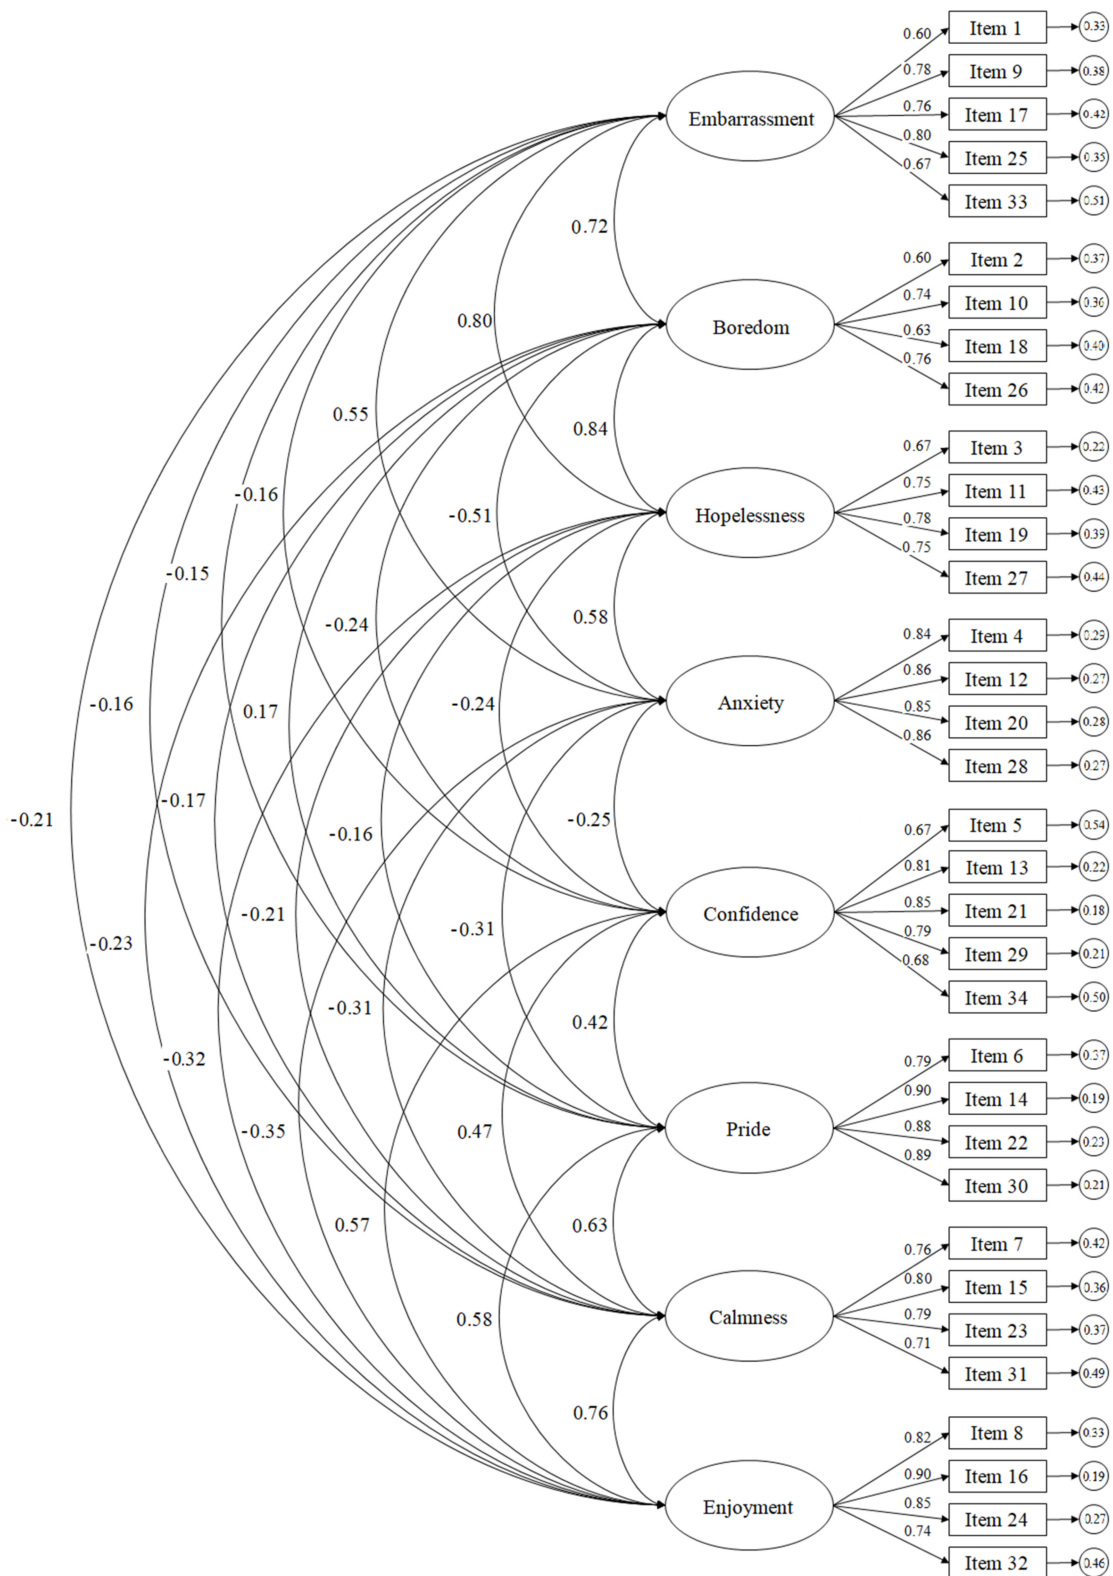 0.60 Item 1 0.33
0.78 Item 9 0.38
0.76 Item 17 0.42
Embarrassment
0.80 Item 25 0.35
0.67 Item 33 0.51
0.72
0.60 Item 2 0.37
0.74 Item 10 0.36
0.80
Boredom
0.63 Item 18 0.40
0.76 Item 26 0.42
0.55
0.84
0.67 Item 3 0.22
0.75 Item 11 0.43
-0.16
-0.51
Hopelessness
0.78 Item 19 0.39
0.75 Item 27 0.44
-0.15
-0.24
0.58
0.84 Item 4 0.29
0.86 Item 12 0.27
-0.16
0.17
-0.24
Anxiety
0.85 Item 20 0.28
0.86 Item 28 0.27
-0.21
-0.17
-0.16
-0.25
0.67 Item 5 0.54
0.81 Item 13 0.22
0.85 Item 21 0.18
-0.21
-0.31
Confidence
-0.23
0.79 Item 29 0.21
0.68 Item 34 0.50
-0.31
0.42
-0.32
0.79 Item 6 0.37
0.90 Item 14 0.19
-0.35
0.47
Pride
0.88 Item 22 0.23
0.89 Item 30 0.21
0.57
0.63
0.76 Item 7 0.42
0.80 Item 15 0.36
0.58
Calmness
0.79 Item 23 0.37
0.71 Item 31 0.49
0.76
0.82 Item 8 0.33
0.90 Item 16 0.19
Enjoyment
0.85 Item 24 0.27
0.74 Item 32 0.46